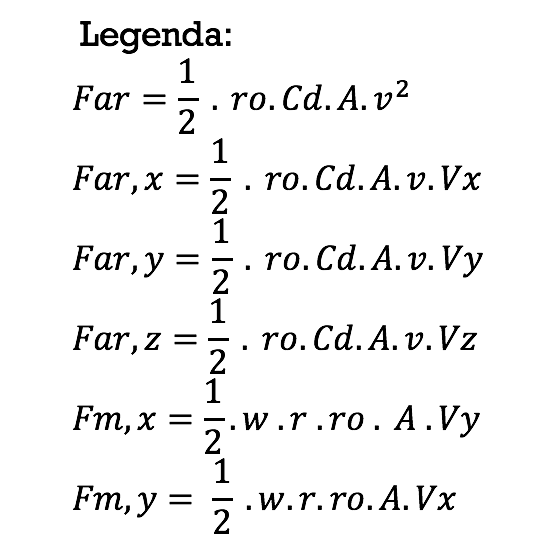 Legenda:
Far = 1/2 . ro. Cd. A. v²
Far, x = 1/2 . ro. Cd. A. v. Vx
Far, y = 1/2 . ro. Cd. A. v. Vy
Far, z = 1/2 . ro. Cd. A. v. Vz
Fm, x = 1/2 . w . r . ro . A . Vy
Fm, y = 1/2 . w. r. ro. A. Vx